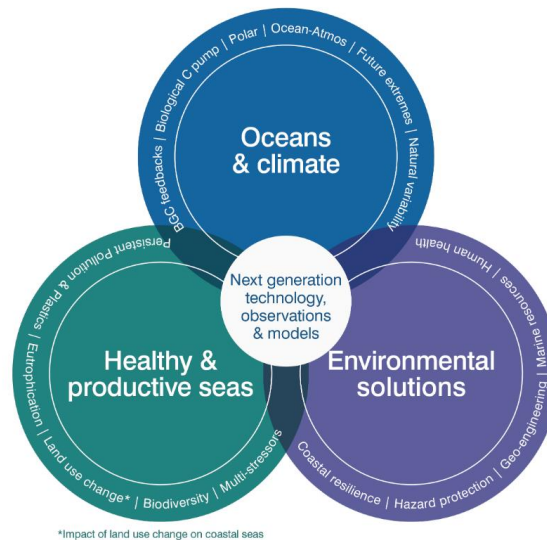 BGC feedbacks | Biological C pump | Polar | Ocean-Atmos | Future extremes | Natural variability
Oceans
& climate
Next generation
technology,
observations
& models
Persistent Pollution & Plastics | Eutrophication | Land use change* | Biodiversity | Multi-stressors
Healthy &
productive seas
Human health | Marine resources | Geo-engineering | Hazard protection | Coastal resilience
Environmental
solutions
*Impact of land use change on coastal seas